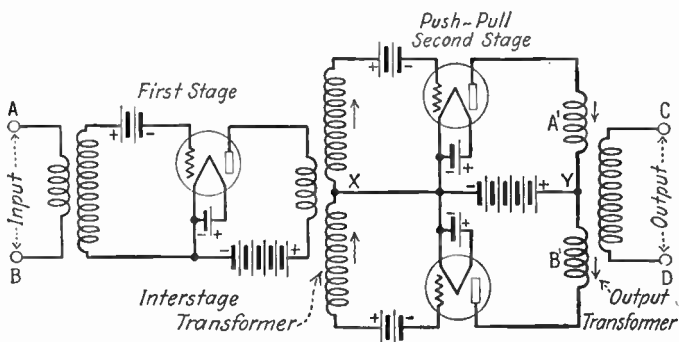 Push-Pull
Second Stage
First Stage
A
Input
B
+ -
- +
- +
+ -
- +
X
- +
Y
- +
+ -
A'
B'
C
Output
D
Interstage
Transformer
Output
Transformer